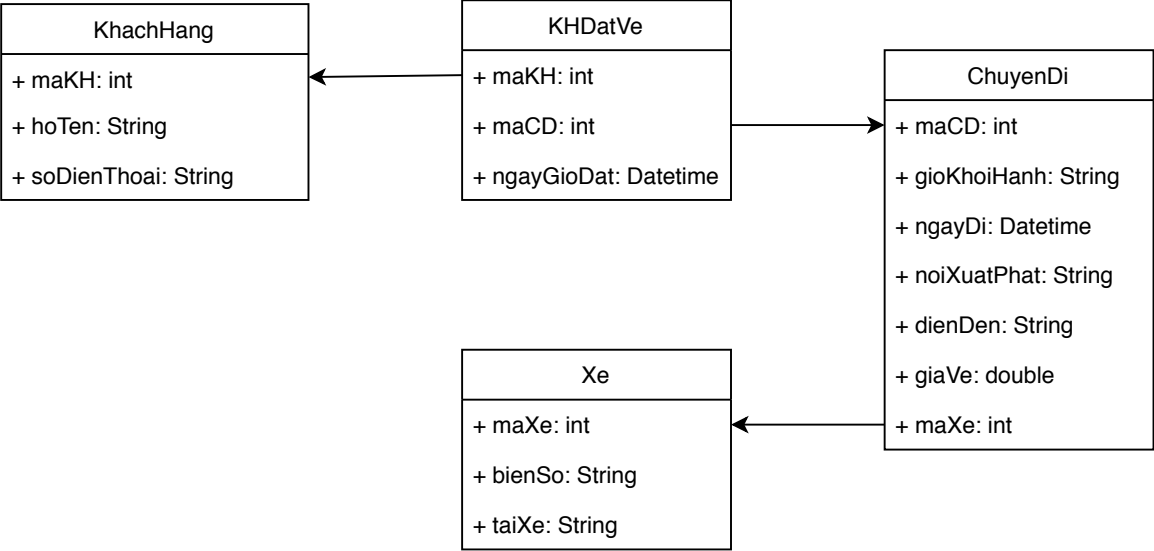 KhachHang
+ maKH: int
+ hoTen: String
+ soDienThoai: String
KHDatVe
+ maKH: int
+ maCD: int
+ ngayGioDat: Datetime
ChuyenDi
+ maCD: int
+ gioKhoiHanh: String
+ ngayDi: Datetime
+ noiXuatPhat: String
+ dienDen: String
+ giaVe: double
+ maXe: int
Xe
+ maXe: int
+ bienSo: String
+ taiXe: String